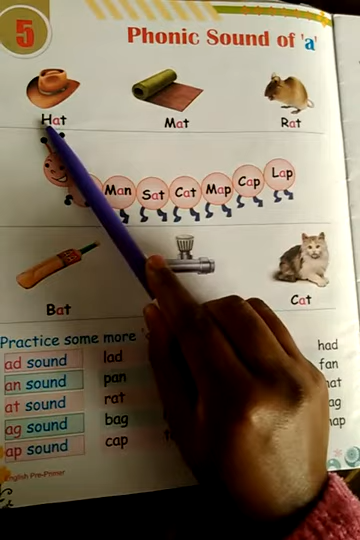 5
Phonic Sound of 'a'
Hat Mat Rat
Man Sat Cat Map Cap Lap
Bat Cat
Practice some more
ad sound lad had
an sound pan fan
at sound rat
ag sound bag
ap sound cap
English Pre-Primer